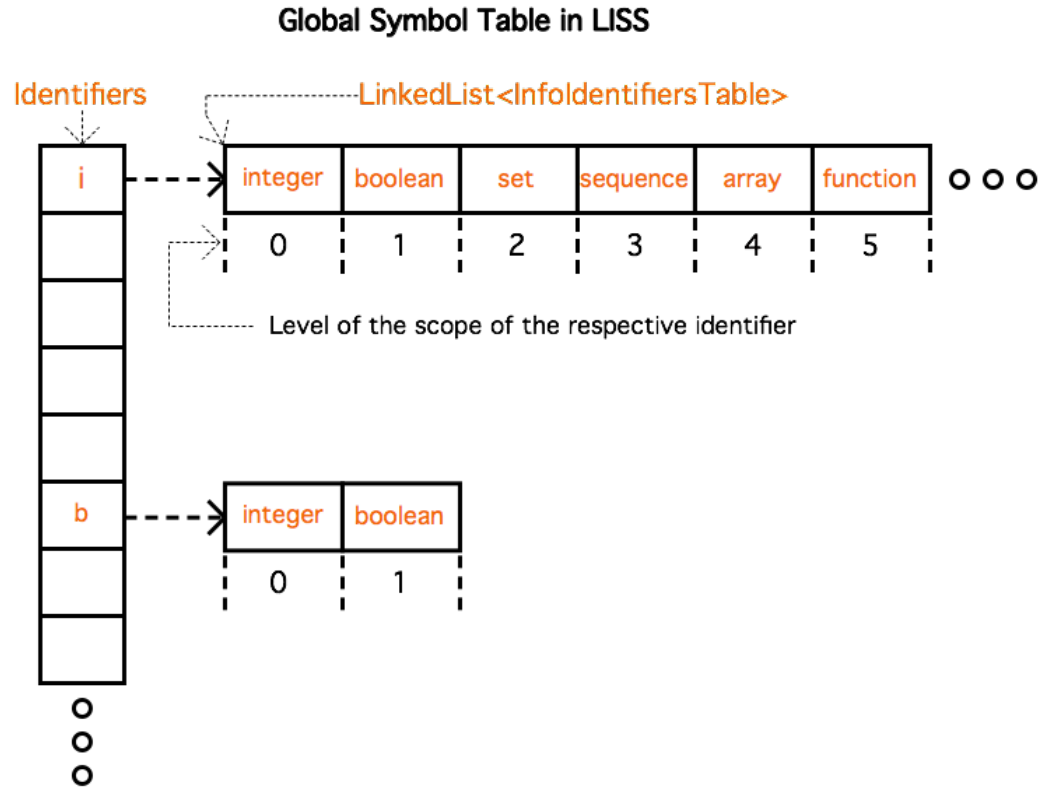 Global Symbol Table in LISS
Identifiers
LinkedList<InfoIdentifiersTable>
i
integer boolean set sequence array function
0 1 2 3 4 5
Level of the scope of the respective identifier
b
integer boolean
0 1